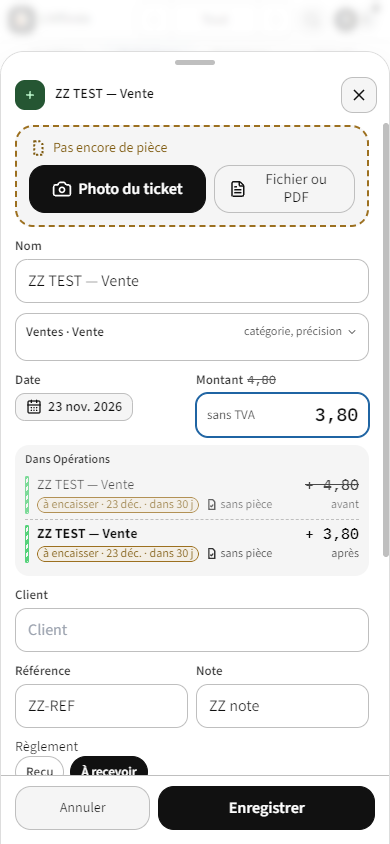 ZZ TEST — Vente
Pas encore de pièce
Photo du ticket
Fichier ou
PDF
Nom
ZZ TEST — Vente
Ventes · Vente
catégorie, précision
Date
Montant 4,80
23 nov. 2026
sans TVA
3,80
Dans Opérations
ZZ TEST — Vente
+ 4,80
à encaisser · 23 déc. · dans 30 j
sans pièce
avant
ZZ TEST — Vente
+ 3,80
à encaisser · 23 déc. · dans 30 j
sans pièce
après
Client
Client
Référence
Note
ZZ-REF
ZZ note
Règlement
Reçu
À recevoir
Annuler
Enregistrer